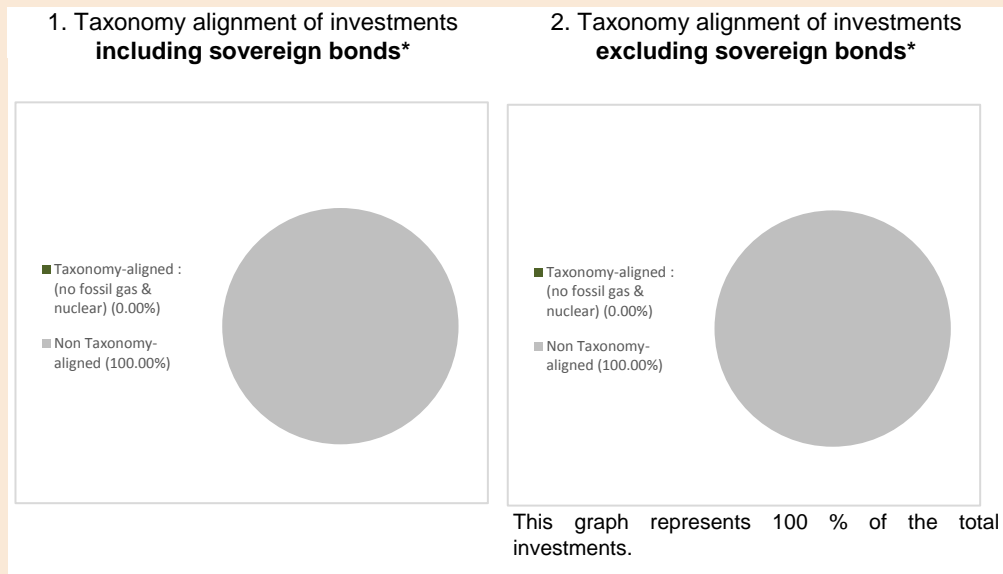 1. Taxonomy alignment of investments
including sovereign bonds*
Taxonomy-aligned :
(no fossil gas &
nuclear) (0.00%)
Non Taxonomy-
aligned (100.00%)
2. Taxonomy alignment of investments
excluding sovereign bonds*
Taxonomy-aligned :
(no fossil gas &
nuclear) (0.00%)
Non Taxonomy-
aligned (100.00%)
This graph represents 100 % of the total
investments.